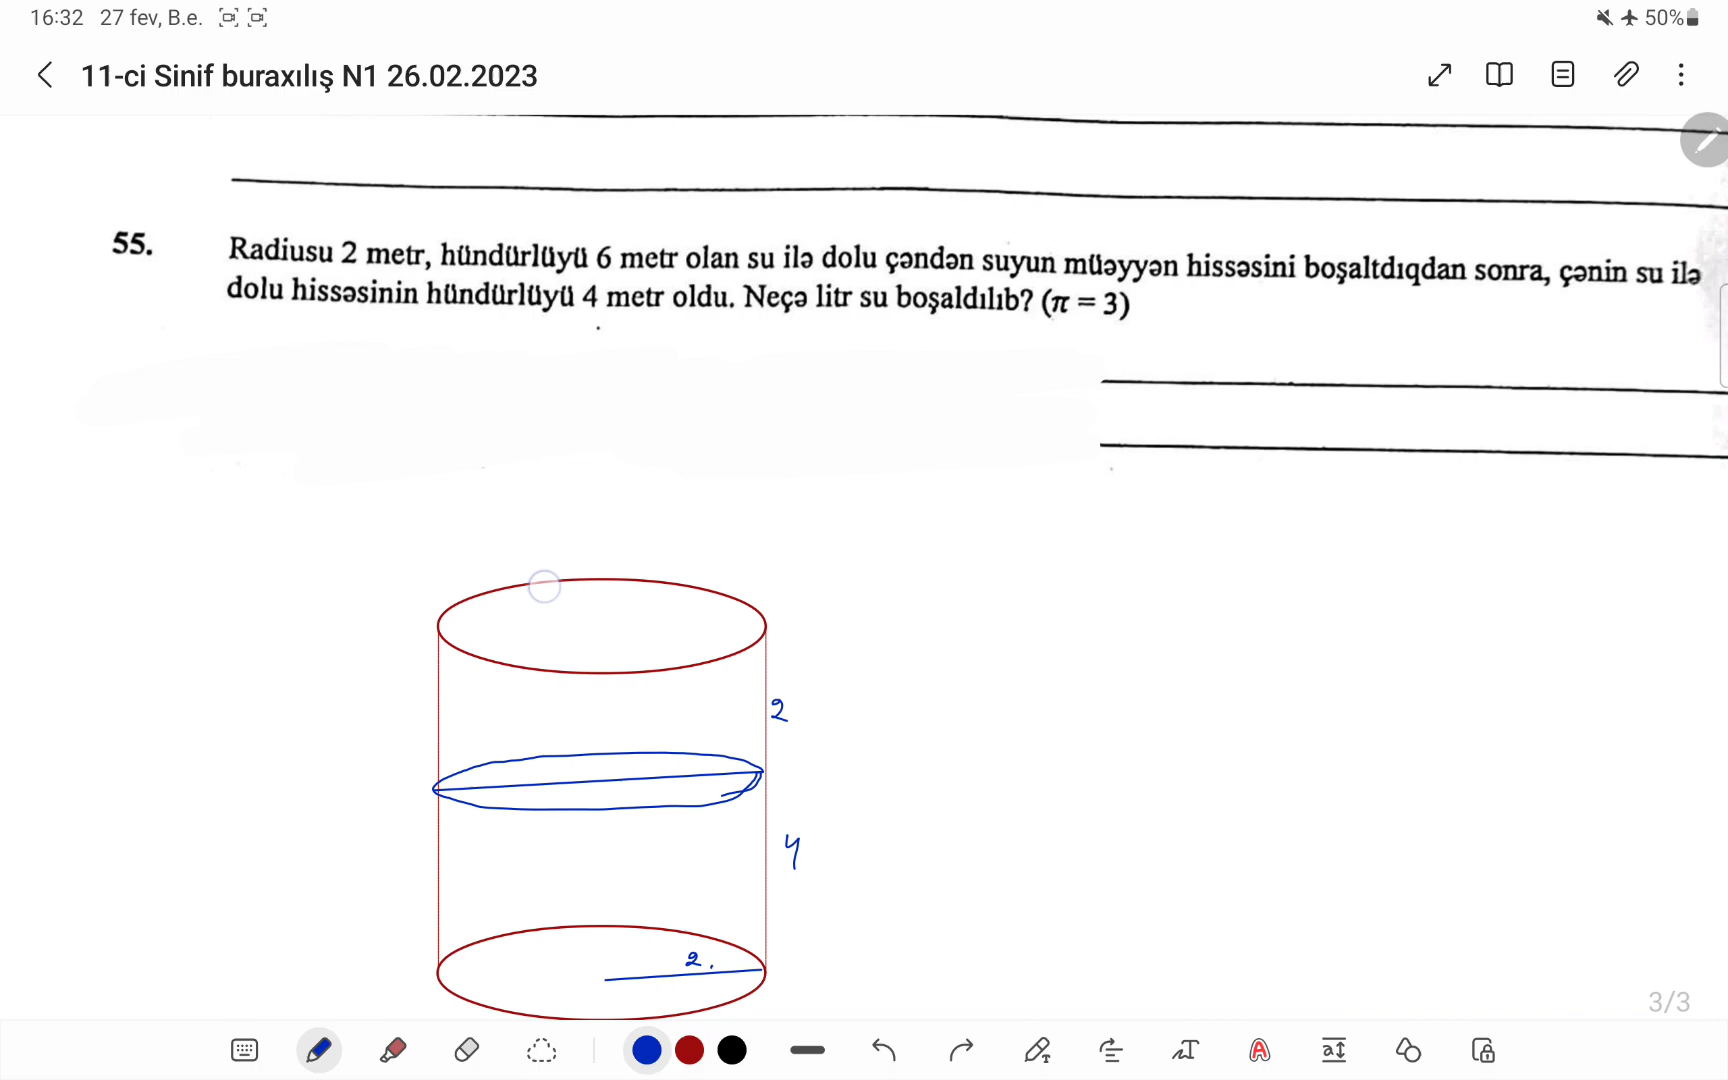 16:32 27 fev, B.e. 50%
11-ci Sinif buraxılış N1 26.02.2023
55. Radiusu 2 metr, hündürlüyü 6 metr olan su ilə dolu çəndən suyun müəyyən hissəsini boşaltdıqdan sonra, çənin su ilə
dolu hissəsinin hündürlüyü 4 metr oldu. Neçə litr su boşaldılıb? (π = 3)
2
4
2.
3/3